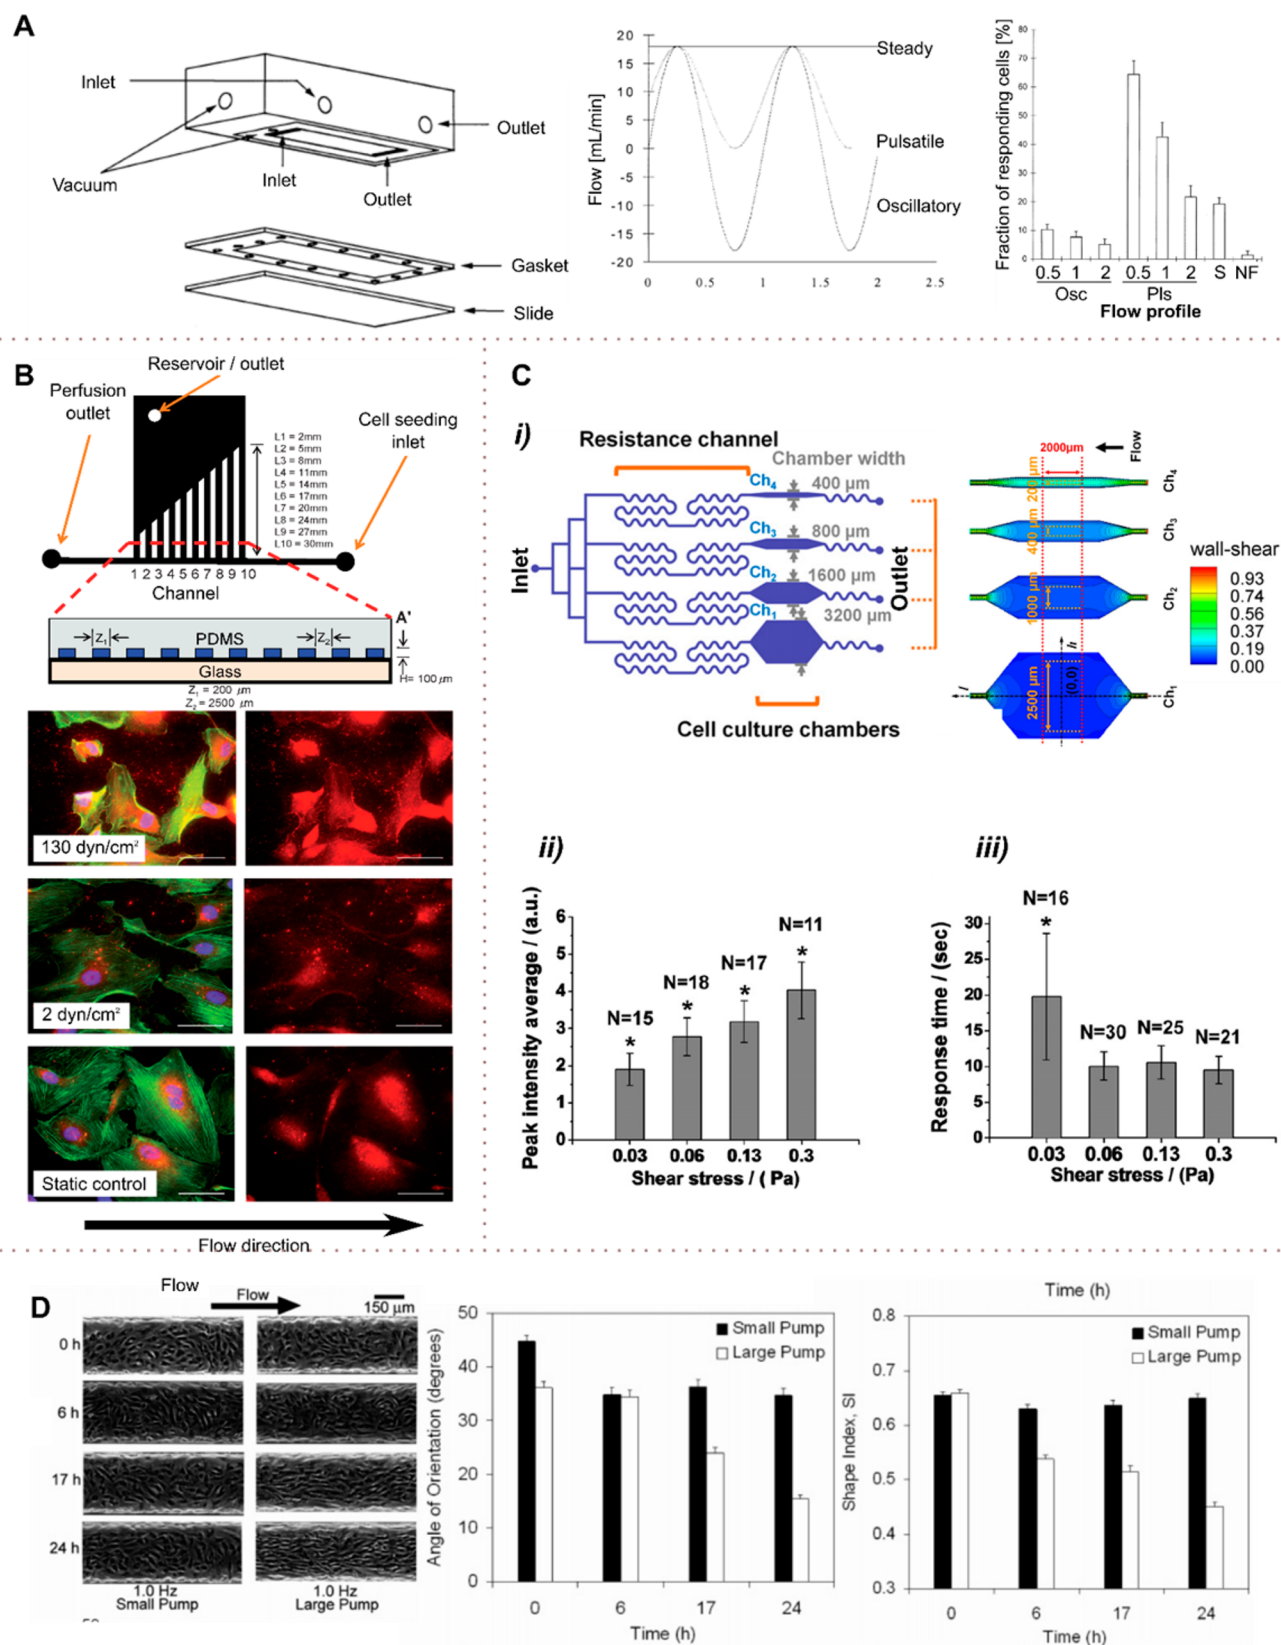 A
Inlet
Vacuum
Inlet
Outlet
Outlet
Gasket
Slide
Flow [mL/min]
20
15
10
5
0
-5
-10
-15
-20
0 0.5 1 1.5 2 2.5
Steady
Pulsatile
Oscillatory
Fraction of responding cells [%]
80
70
60
50
40
30
20
10
0
0.5 1 2 0.5 1 2 S NF
Osc Pls
Flow profile
B
Reservoir / outlet
Perfusion
outlet
Cell seeding
inlet
L1 = 2mm
L2 = 5mm
L3 = 8mm
L4 = 11mm
L5 = 14mm
L6 = 17mm
L7 = 20mm
L8 = 24mm
L9 = 27mm
L10 = 30mm
1 2 3 4 5 6 7 8 9 10
Channel
A'
Z1 PDMS Z2
Glass
H= 100 μm
Z1 = 200 μm
Z2 = 2500 μm
130 dyn/cm²
2 dyn/cm²
Static control
Flow direction
C
i)
Resistance channel
Chamber width
Ch4 400 μm
Ch3 800 μm
Ch2 1600 μm
Ch1 3200 μm
Inlet
Outlet
Cell culture chambers
2000μm
Flow
200 μm
Ch4
400 μm
Ch3
1000 μm
Ch2
2500 μm
h
(0,0)
l
Ch1
wall-shear
0.93
0.74
0.56
0.37
0.19
0.00
ii)
Peak intensity average / (a.u.)
6
5
4
3
2
1
0
N=15
*
N=18
*
N=17
*
N=11
*
0.03 0.06 0.13 0.3
Shear stress / ( Pa)
iii)
Response time / (sec)
30
25
20
15
10
5
0
N=16
*
N=30
N=25
N=21
0.03 0.06 0.13 0.3
Shear stress / (Pa)
D
Flow
Flow
150 μm
0 h
6 h
17 h
24 h
1.0 Hz
Small Pump
1.0 Hz
Large Pump
Angle of Orientation (degrees)
50
40
30
20
10
0
Small Pump
Large Pump
0 6 17 24
Time (h)
Time (h)
Shape Index, SI
0.8
0.7
0.6
0.5
0.4
0.3
Small Pump
Large Pump
0 6 17 24
Time (h)